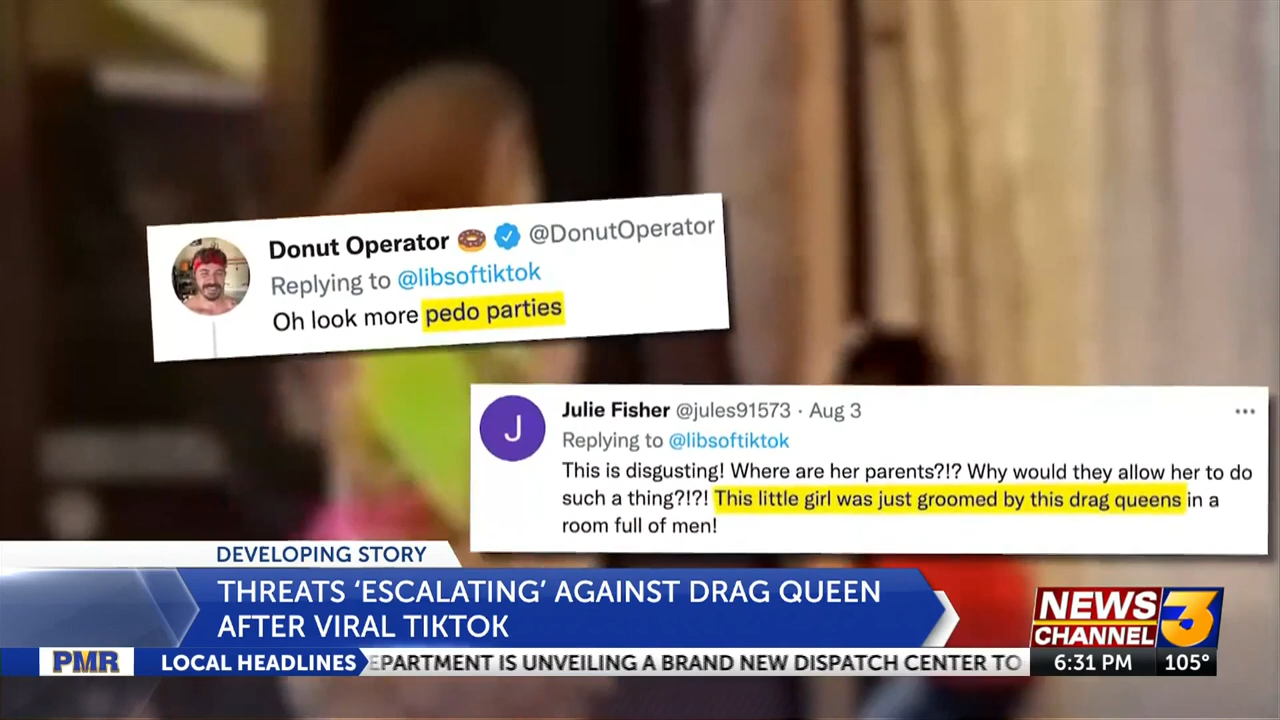 Donut Operator 🍩 @DonutOperator
Replying to @libsoftiktok
Oh look more pedo parties
J
Julie Fisher @jules91573 · Aug 3
Replying to @libsoftiktok
This is disgusting! Where are her parents?!? Why would they allow her to do
such a thing?!?! This little girl was just groomed by this drag queens in a
room full of men!
DEVELOPING STORY
THREATS ‘ESCALATING’ AGAINST DRAG QUEEN
AFTER VIRAL TIKTOK
NEWS
CHANNEL 3
PMR LOCAL HEADLINES EPARTMENT IS UNVEILING A BRAND NEW DISPATCH CENTER TO 6:31 PM 105°